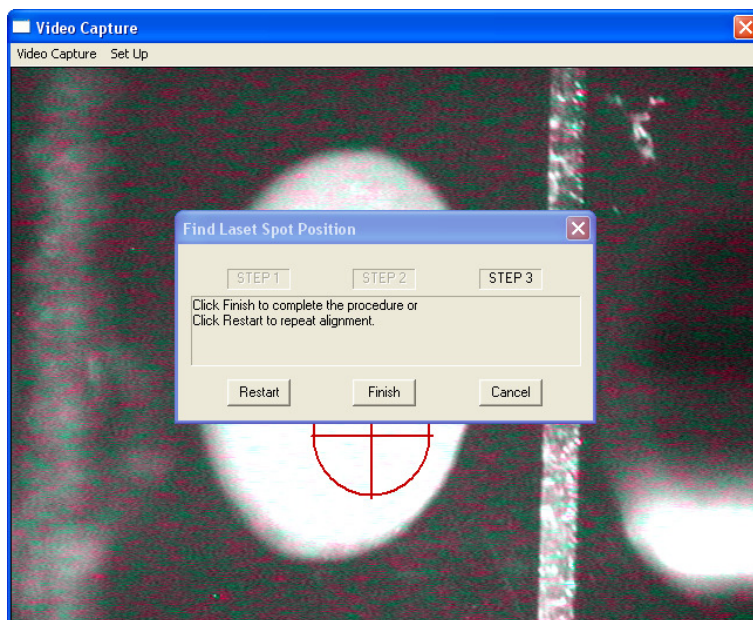 Video Capture
Video Capture Set Up
Find Laset Spot Position
STEP 1 STEP 2 STEP 3
Click Finish to complete the procedure or
Click Restart to repeat alignment.
Restart Finish Cancel